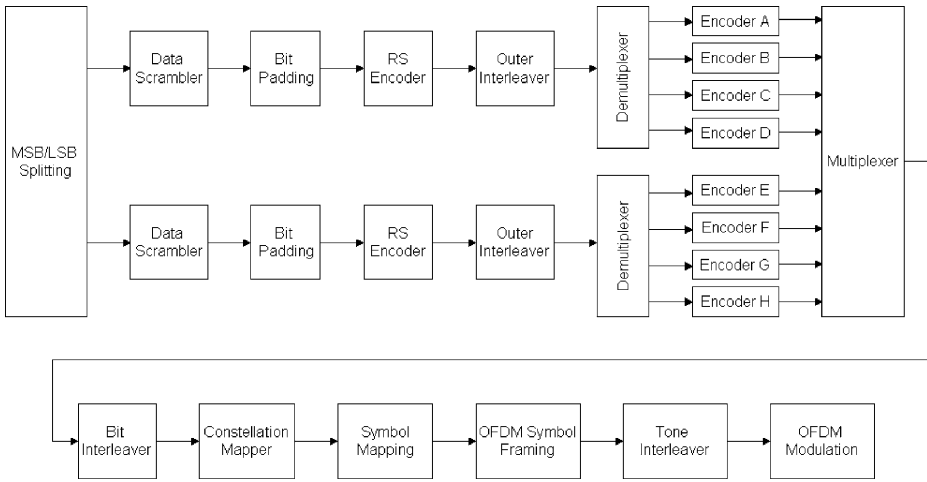 MSB/LSB
Splitting
Data
Scrambler
Bit
Padding
RS
Encoder
Outer
Interleaver
Demultiplexer
Encoder A
Encoder B
Encoder C
Encoder D
Data
Scrambler
Bit
Padding
RS
Encoder
Outer
Interleaver
Demultiplexer
Encoder E
Encoder F
Encoder G
Encoder H
Multiplexer
Bit
Interleaver
Constellation
Mapper
Symbol
Mapping
OFDM Symbol
Framing
Tone
Interleaver
OFDM
Modulation